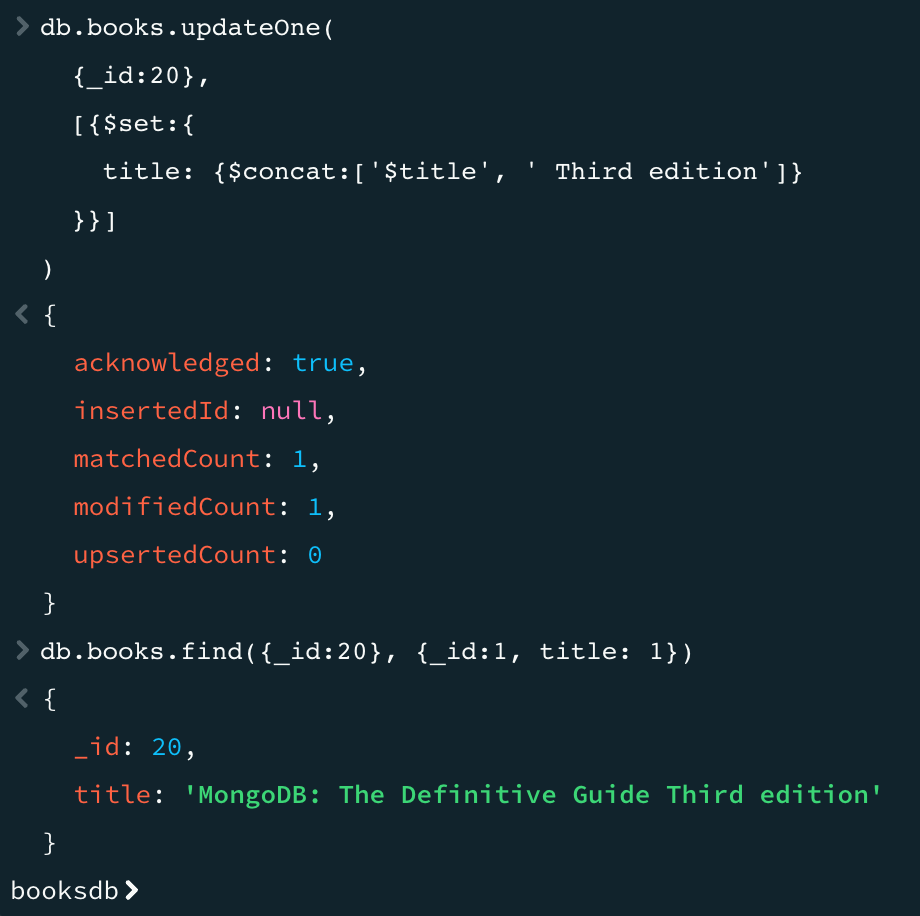 > db.books.updateOne(
{_id:20},
[{$set:{
title: {$concat:['$title', ' Third edition']}
}}]
)
< {
acknowledged: true,
insertedId: null,
matchedCount: 1,
modifiedCount: 1,
upsertedCount: 0
}
> db.books.find({_id:20}, {_id:1, title: 1})
< {
_id: 20,
title: 'MongoDB: The Definitive Guide Third edition'
}
booksdb>